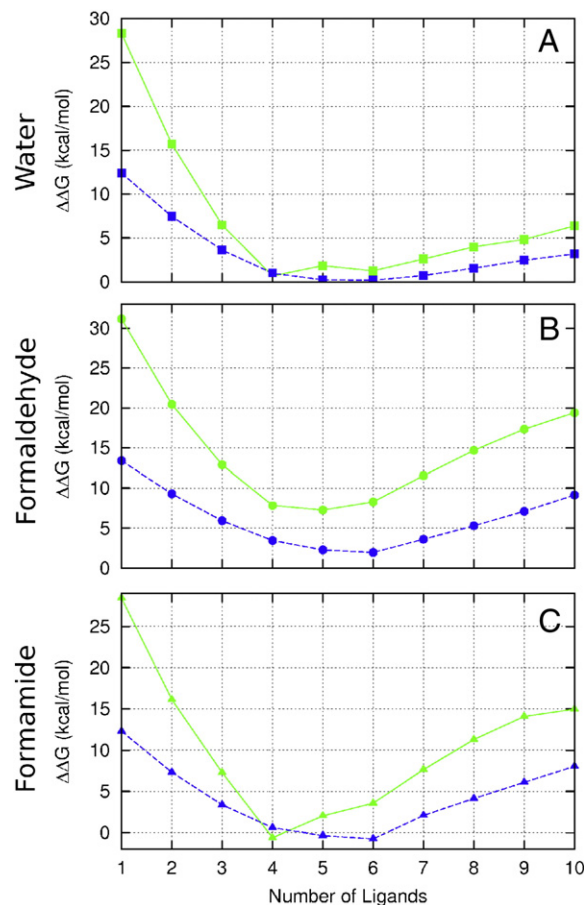 A
Water
ΔΔG (kcal/mol)
30
25
20
15
10
5
0
B
Formaldehyde
ΔΔG (kcal/mol)
30
25
20
15
10
5
0
C
Formamide
ΔΔG (kcal/mol)
25
20
15
10
5
0
1 2 3 4 5 6 7 8 9 10
Number of Ligands